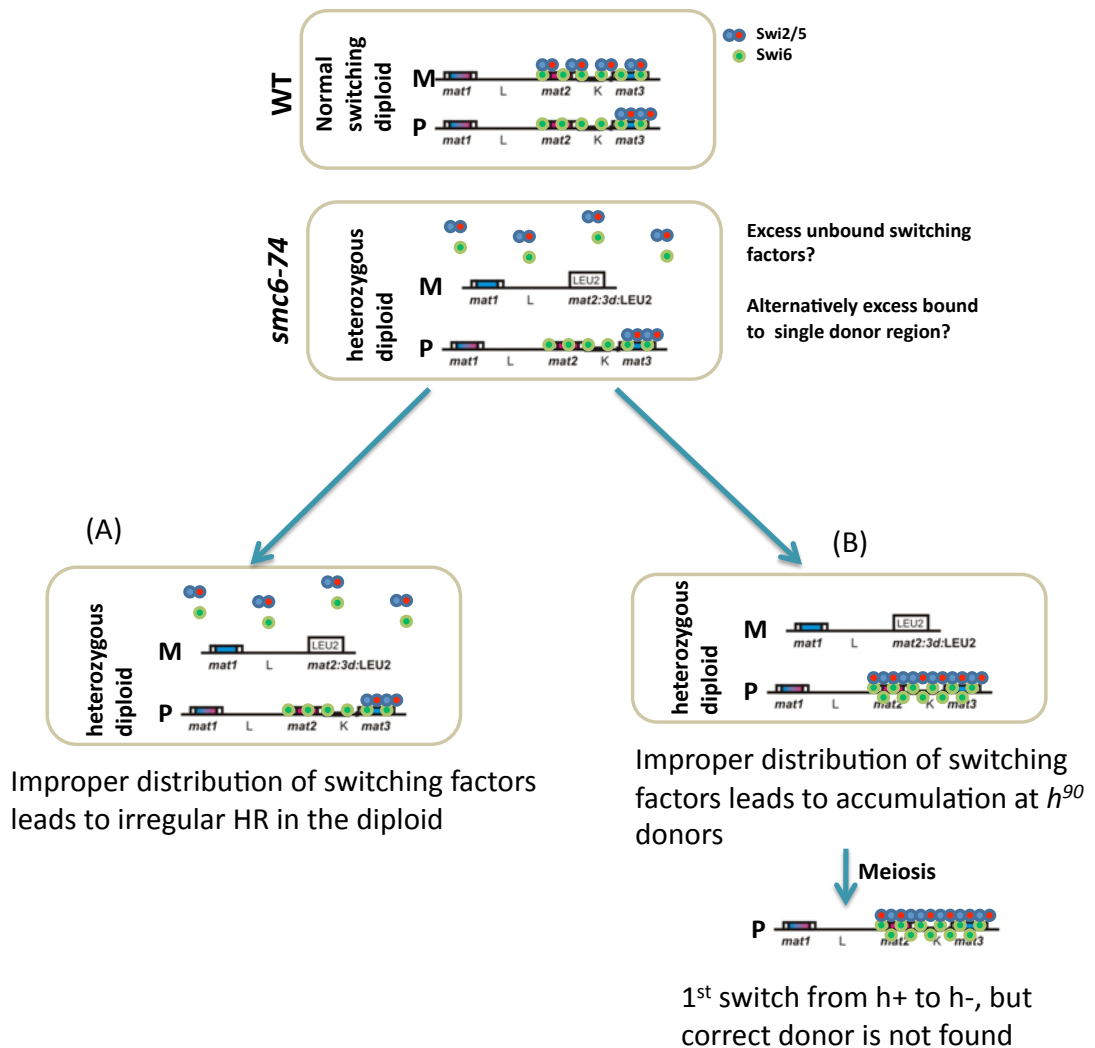 WT
Normal
switching
diploid
M
mat1 L mat2 K mat3
P
mat1 L mat2 K mat3
Swi2/5
Swi6
smc6-74
heterozygous
diploid
M
LEU2
mat1 L mat2:3d:LEU2
P
mat1 L mat2 K mat3
Excess unbound switching
factors?
Alternatively excess bound
to single donor region?
(A)
heterozygous
diploid
M
LEU2
mat1 L mat2:3d:LEU2
P
mat1 L mat2 K mat3
Improper distribution of switching factors
leads to irregular HR in the diploid
(B)
heterozygous
diploid
M
LEU2
mat1 L mat2:3d:LEU2
P
mat1 L mat2 K mat3
Improper distribution of switching
factors leads to accumulation at h90
donors
Meiosis
P
mat1 L mat2 K mat3
1st switch from h+ to h-, but
correct donor is not found